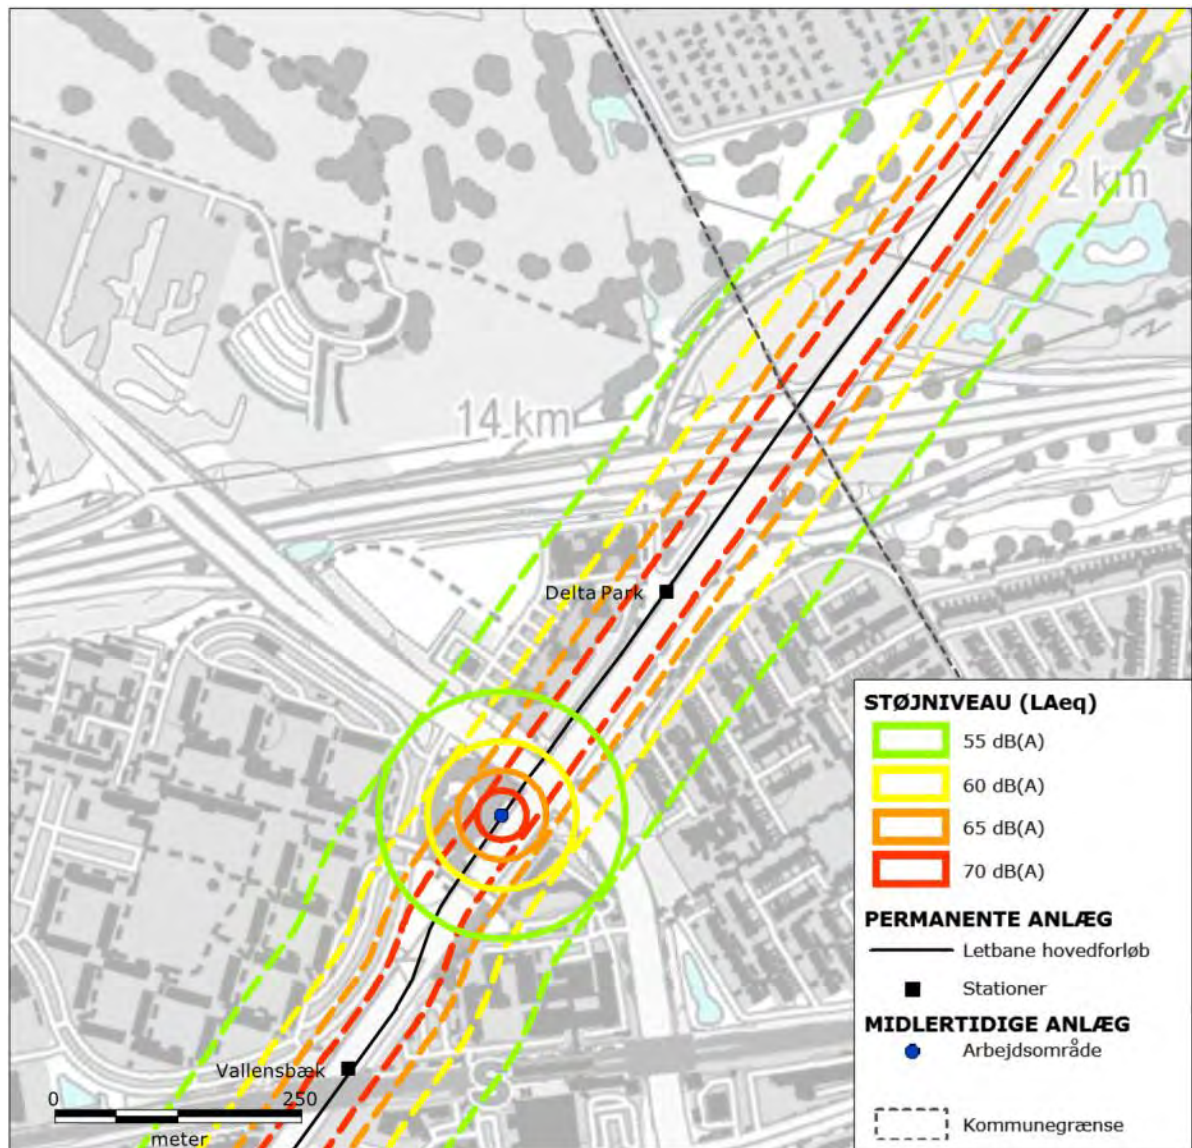 2 km
14 km
Delta Park
Vallensbæk
0
250
meter
STØJNIVEAU (LAeq)
55 dB(A)
60 dB(A)
65 dB(A)
70 dB(A)
PERMANENTE ANLÆG
Letbane hovedforløb
Stationer
MIDLERTIDIGE ANLÆG
Arbejdsområde
Kommunegrænse